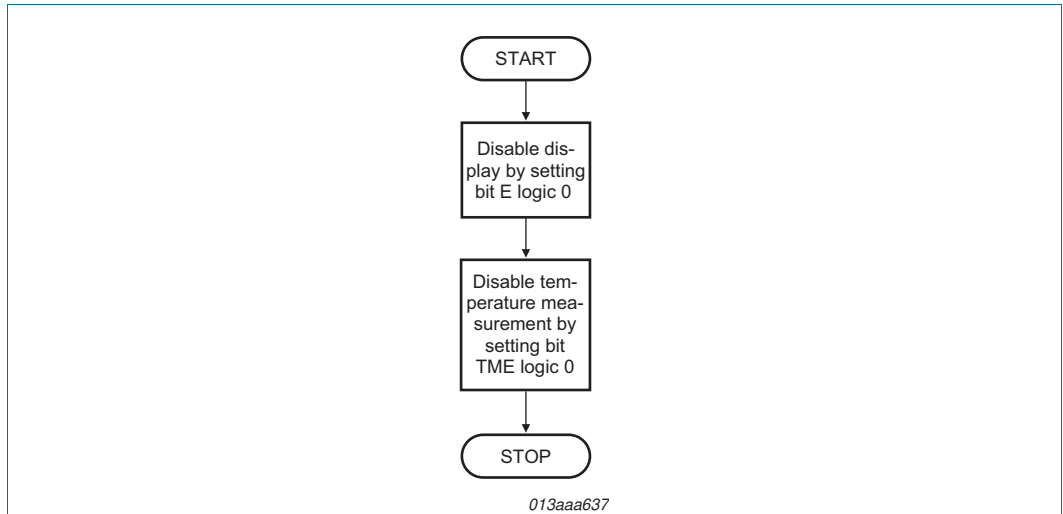 START
Disable dis-
play by setting
bit E logic 0
Disable tem-
perature mea-
surement by
setting bit
TME logic 0
STOP
013aaa637